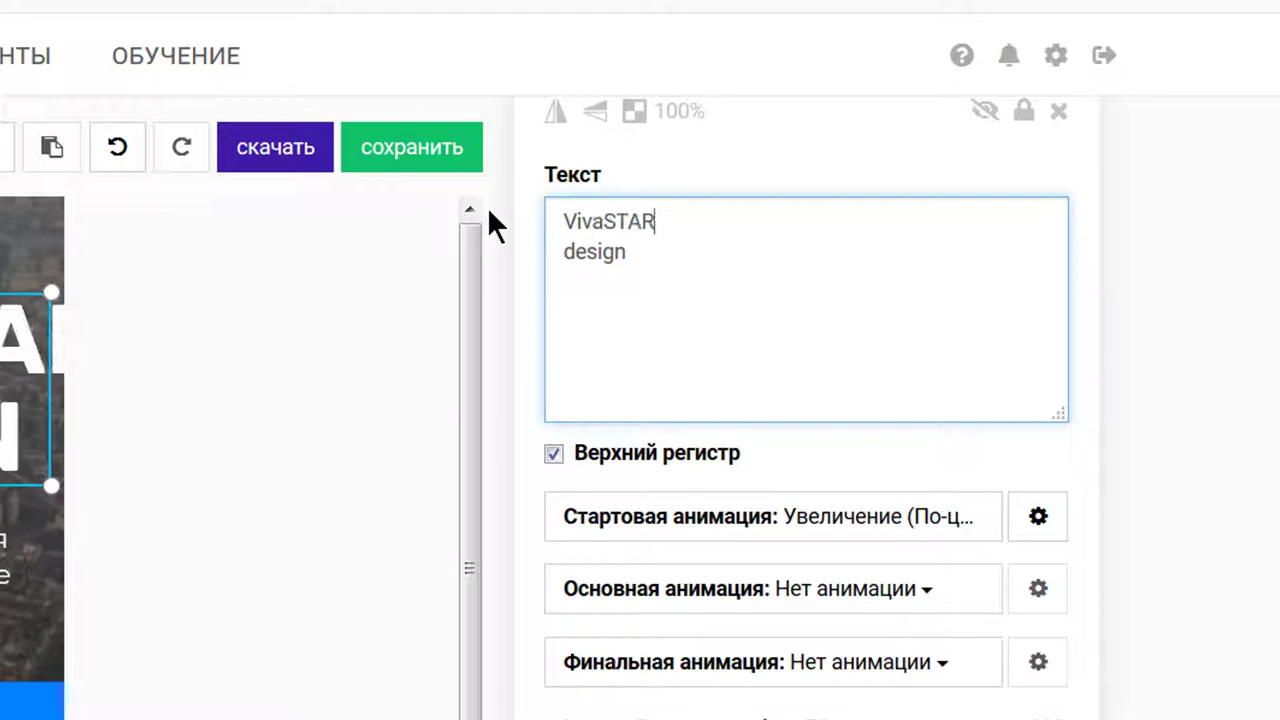 НТЫ ОБУЧЕНИЕ
скачать сохранить
100%
Текст
VivaSTAR
design
Верхний регистр
Стартовая анимация: Увеличение (По-ц...
Основная анимация: Нет анимации
Финальная анимация: Нет анимации
А
N
я
е